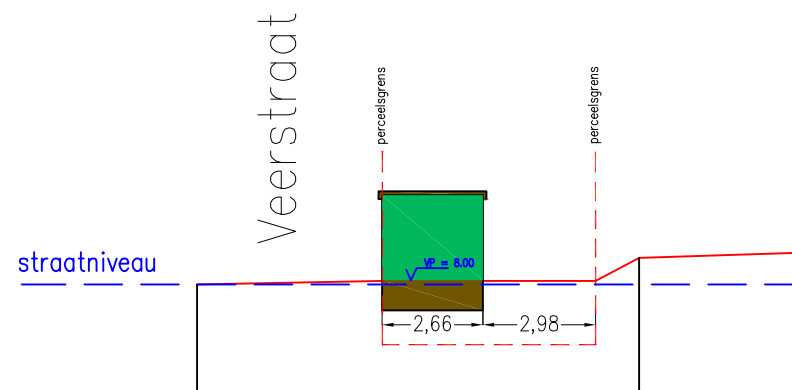 Veerstraat
perceelsgrens
perceelsgrens
straatniveau
VP = 8.00
2,66
2,98